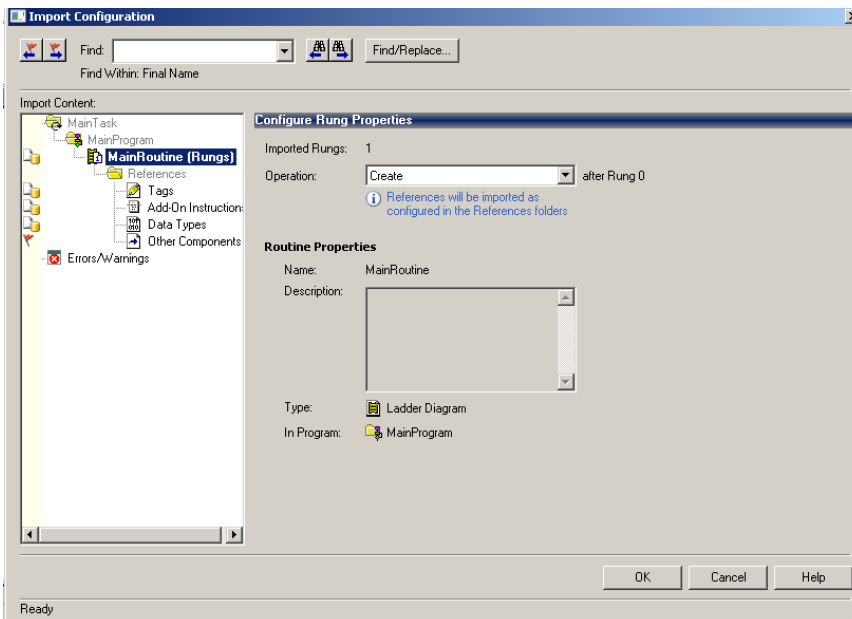 Import Configuration
Find:
Find/Replace...
Find Within: Final Name
Import Content:
MainTask
MainProgram
MainRoutine (Rungs)
References
Tags
Add-On Instruction
Data Types
Other Components
Errors/Warnings
Configure Rung Properties
Imported Rungs: 1
Operation: Create after Rung 0
References will be imported as
configured in the References folders
Routine Properties
Name: MainRoutine
Description:
Type: Ladder Diagram
In Program: MainProgram
OK Cancel Help
Ready